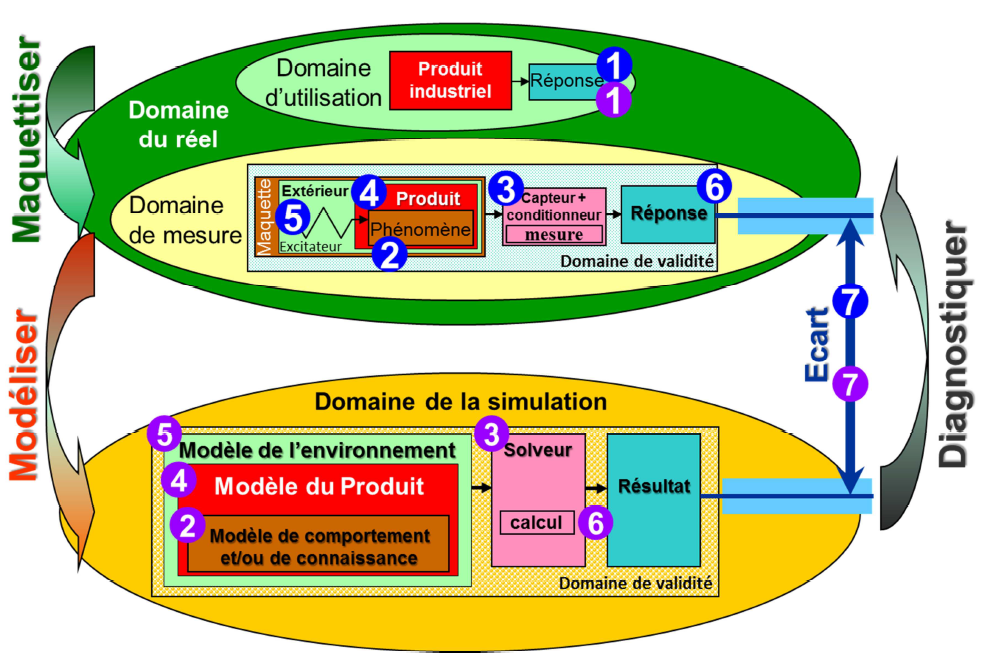 Maquettiser
Modéliser
Diagnostiquer
Domaine
du réel
Domaine
d'utilisation
Produit
industriel
Réponse
1
1
Domaine
de mesure
Maquette
Extérieur
5
Excitateur
4
Produit
Phénomène
2
3
Capteur +
conditionneur
mesure
Réponse
6
Domaine de validité
Ecart
7
7
Domaine de la simulation
5
Modèle de l'environnement
4
Modèle du Produit
2
Modèle de comportement
et/ou de connaissance
3
Solveur
calcul
6
Résultat
Domaine de validité